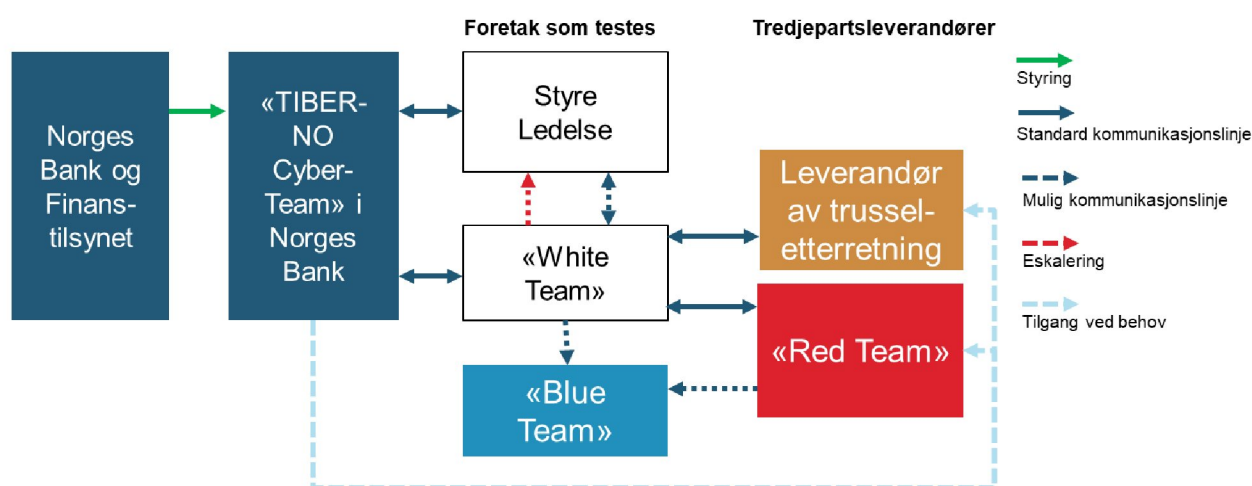 Foretak som testes
Tredjepartsleverandører
Norges
Bank og
Finans-
tilsynet
«TIBER-
NO
Cyber-
Team» i
Norges
Bank
Styre
Ledelse
«White
Team»
«Blue
Team»
Leverandør
av trussel-
etterretning
«Red Team»
Styring
Standard kommunikasjonslinje
Mulig kommunikasjonslinje
Eskalering
Tilgang ved behov